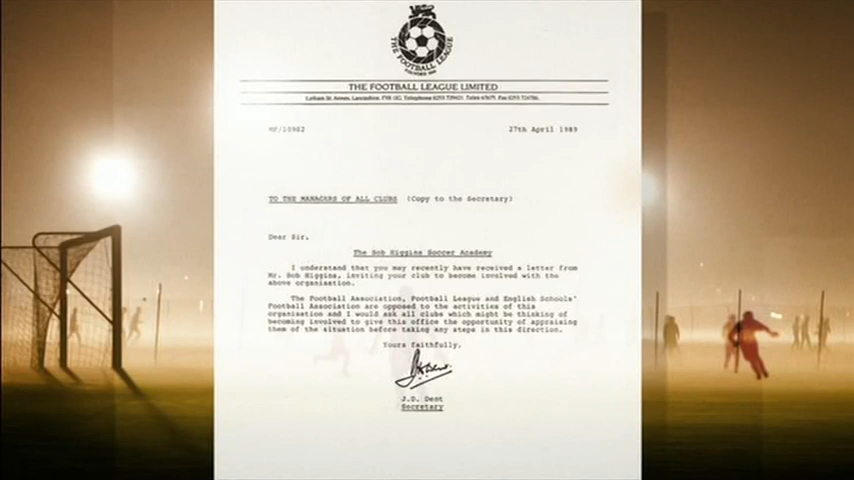 THE FOOTBALL LEAGUE
THE FOOTBALL LEAGUE LIMITED
27th April 1989
TO THE MANAGERS OF ALL CLUBS (Copy to the Secretary)
Dear Sir,
The Bob Higgins Soccer Academy
I understand that you may recently have received a letter from
Mr. Bob Higgins, inviting your club to become involved with the
above organisation.
The Football Association, Football League and English Schools'
Football Association are opposed to the activities of this
organisation and I would ask all clubs which might be thinking of
becoming involved to give this office the opportunity of appraising
them of the situation before taking any steps in this direction.
Yours faithfully,
J.D. Dent
Secretary